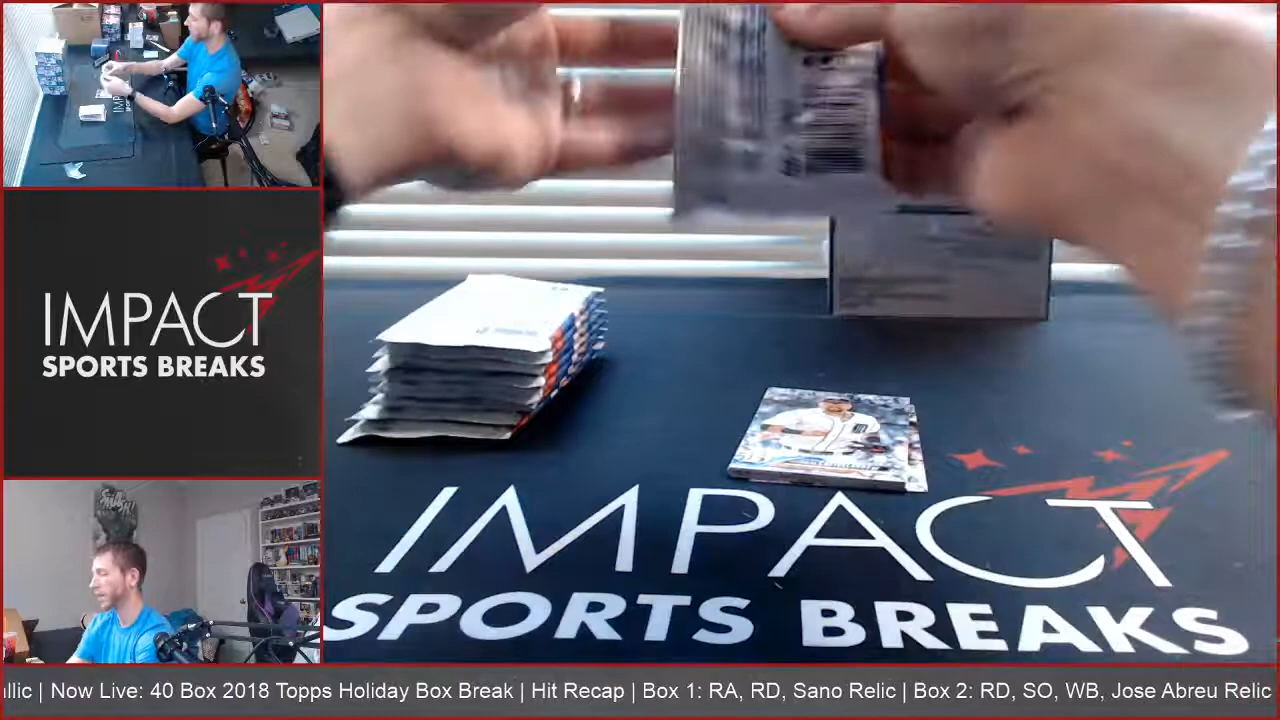 IMPACT
SPORTS BREAKS
IMPACT
SPORTS BREAKS
llic | Now Live: 40 Box 2018 Topps Holiday Box Break | Hit Recap | Box 1: RA, RD, Sano Relic | Box 2: RD, SO, WB, Jose Abreu Relic